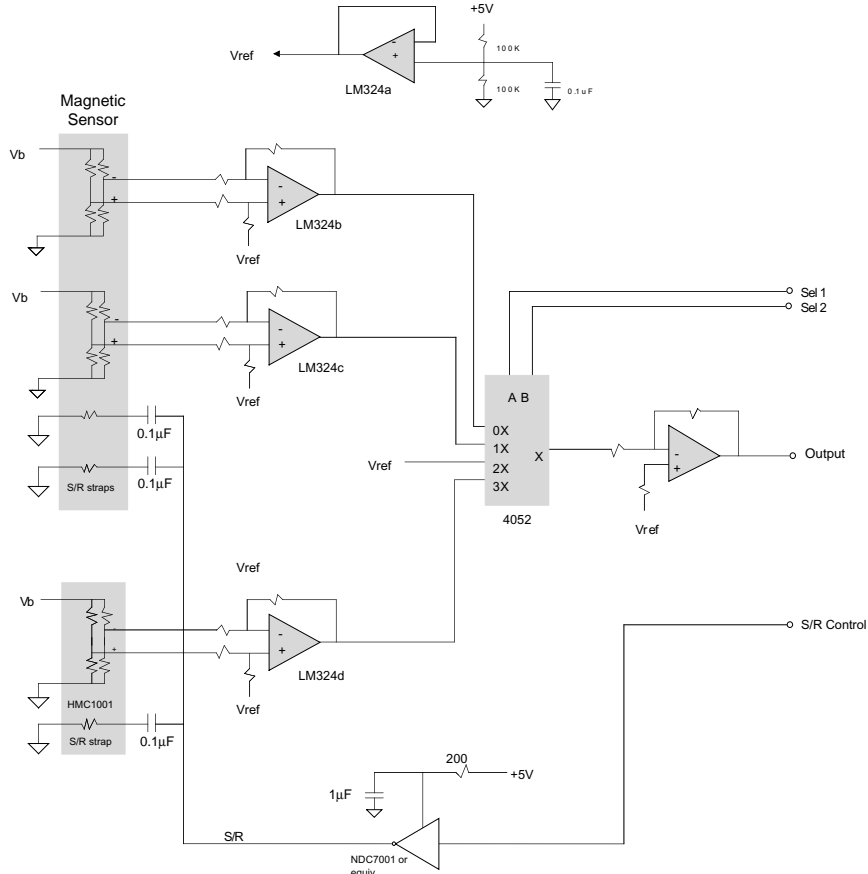 +5V
Vref
100K
100K
0.1uF
LM324a
-
+
Magnetic
Sensor
Vb
-
+
-
+
LM324b
Vref
Vb
-
+
-
+
LM324c
Vref
Sel 1
Sel 2
A B
0X
1X
2X
3X
X
4052
Vref
-
+
Vref
Output
0.1µF
0.1µF
S/R straps
Vref
Vb
-
+
-
+
LM324d
Vref
HMC1001
S/R strap
0.1µF
S/R Control
200
+5V
1µF
S/R
NDC7001 or
equiv